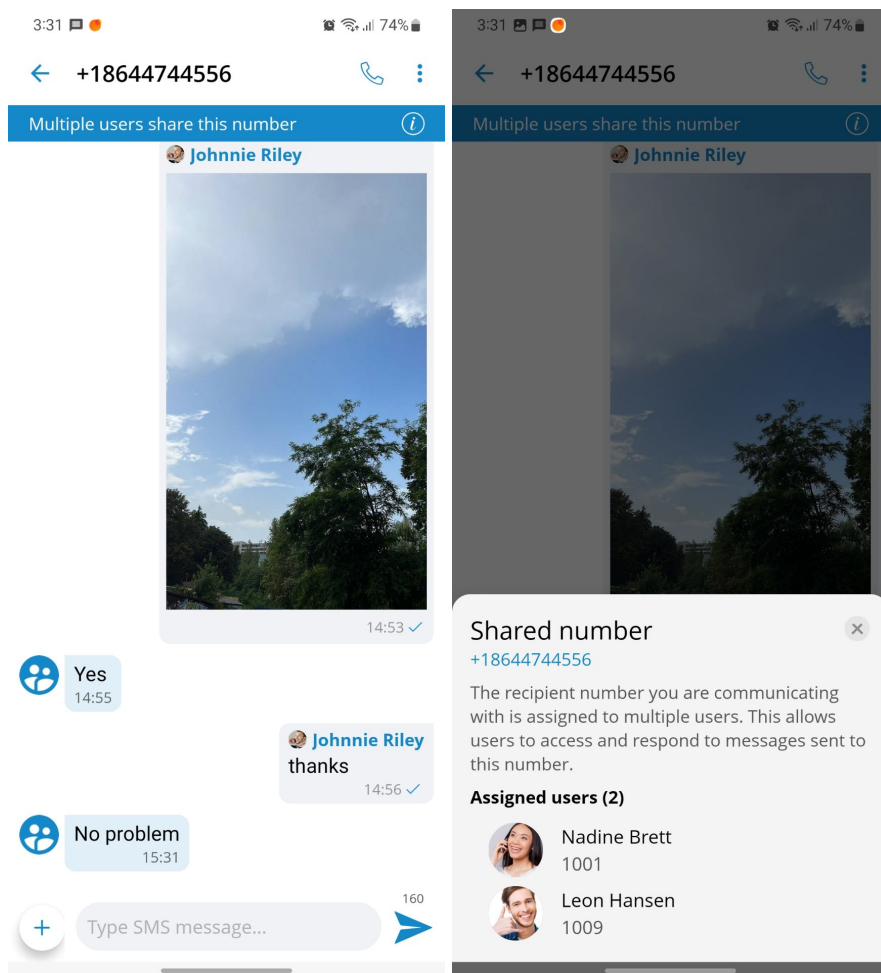 3:31
74%
+18644744556
Multiple users share this number
i
Johnnie Riley
14:53
Yes
14:55
Johnnie Riley
thanks
14:56
No problem
15:31
160
+
Type SMS message...
3:31
74%
+18644744556
Multiple users share this number
i
Johnnie Riley
Shared number
+18644744556
The recipient number you are communicating
with is assigned to multiple users. This allows
users to access and respond to messages sent to
this number.
Assigned users (2)
Nadine Brett
1001
Leon Hansen
1009